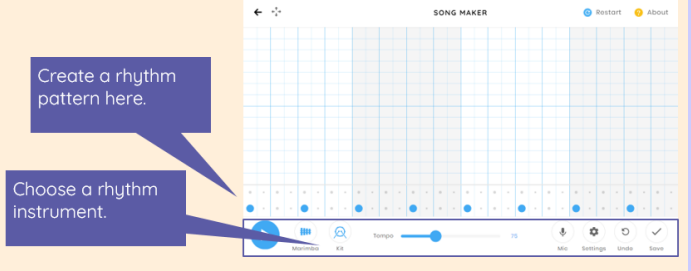 SONG MAKER
Restart
About
Create a rhythm
pattern here.
Choose a rhythm
instrument.
Marimba
Kit
Tempo
75
Mic
Settings
Undo
Save